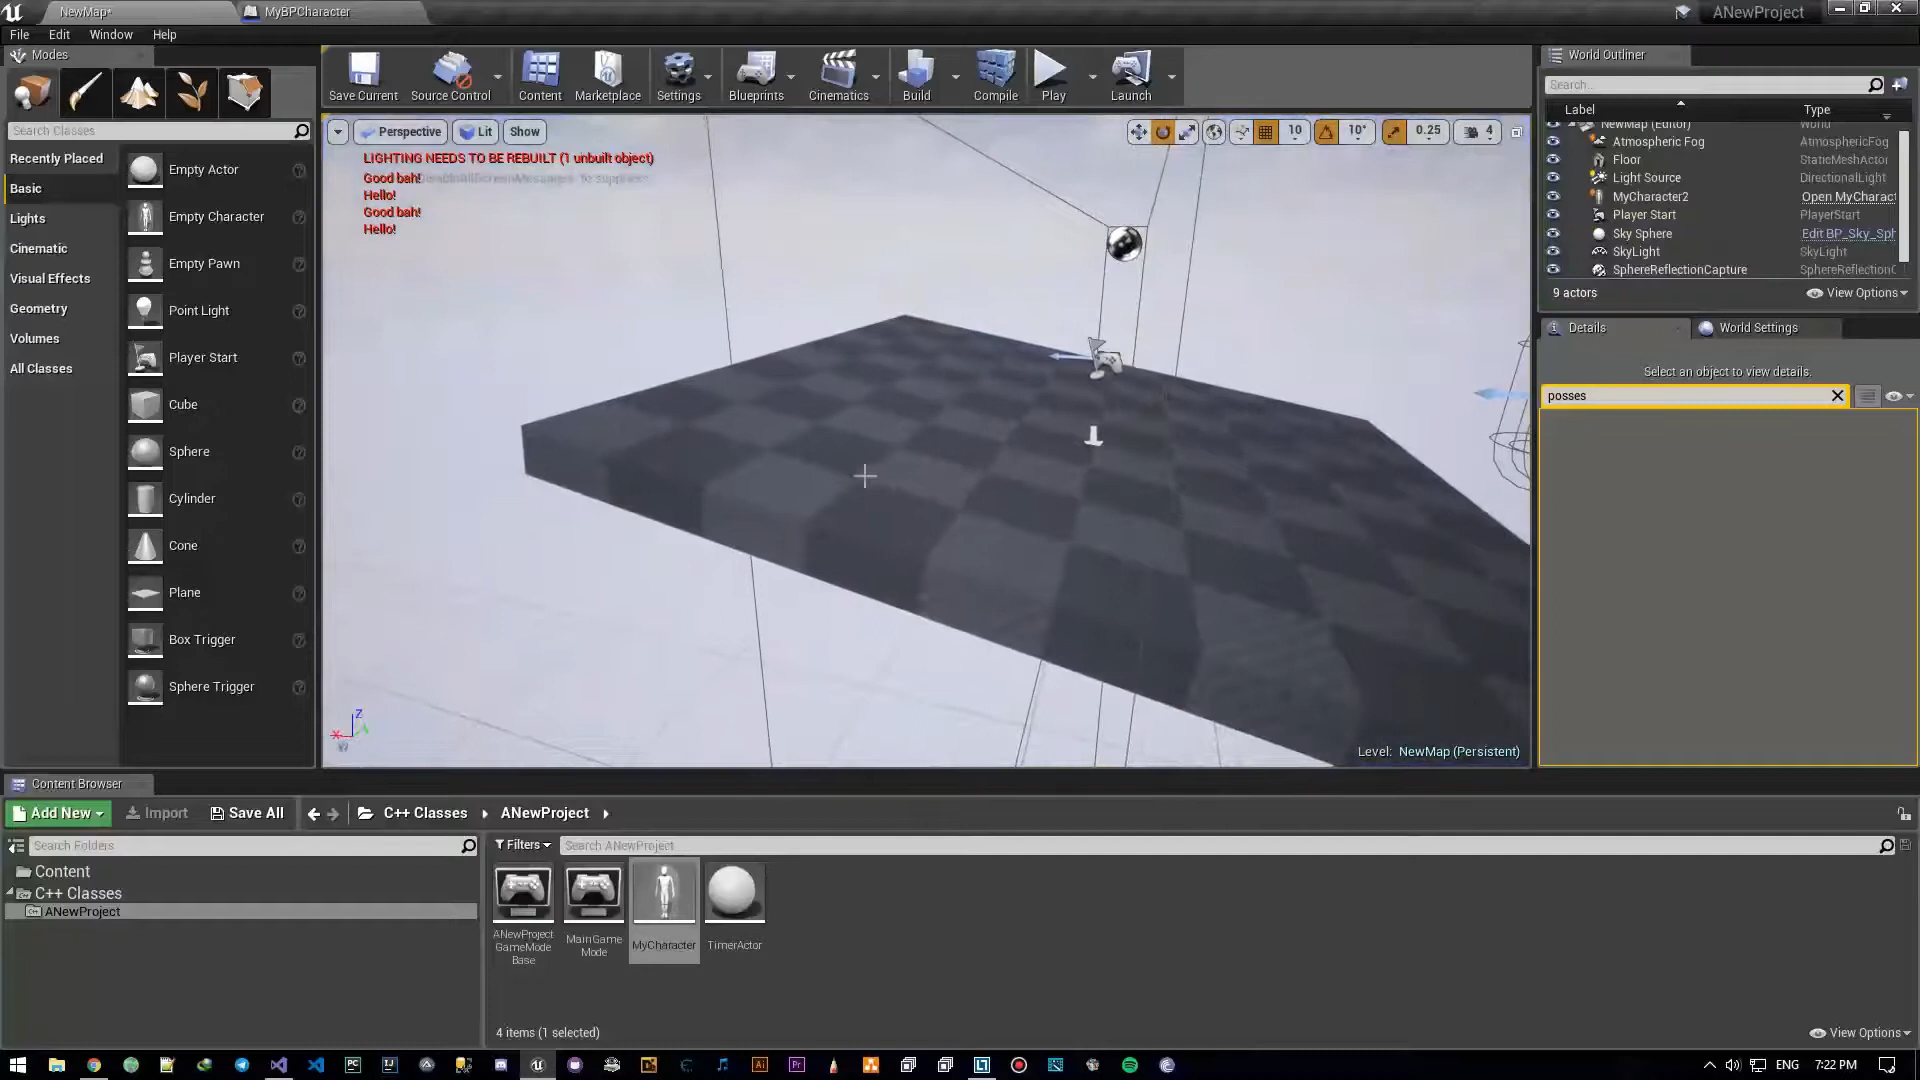 NewMap*
MyBPCharacter
ANewProject
File Edit Window Help
Modes
Save Current
Source Control
Content
Marketplace
Settings
Blueprints
Cinematics
Build
Compile
Play
Launch
World Outliner
Search...
Label Type
NewMap (Editor) World
Atmospheric Fog AtmosphericFog
Floor StaticMeshActor
Light Source DirectionalLight
MyCharacter2 Open MyCharact
Player Start PlayerStart
Sky Sphere Edit BP_Sky_Sph
SkyLight SkyLight
SphereReflectionCapture SphereReflectionC
9 actors
View Options
Details
World Settings
Select an object to view details.
posses
Search Classes
Recently Placed
Basic
Lights
Cinematic
Visual Effects
Geometry
Volumes
All Classes
Empty Actor
Empty Character
Empty Pawn
Point Light
Player Start
Cube
Sphere
Cylinder
Cone
Plane
Box Trigger
Sphere Trigger
Perspective
Lit
Show
10
10°
0.25
4
LIGHTING NEEDS TO BE REBUILT (1 unbuilt object)
Good bah!
Hello!
Good bah!
Hello!
Z
X
Level: NewMap (Persistent)
Content Browser
Add New
Import
Save All
C++ Classes
ANewProject
Search Folders
Filters
Search ANewProject
Content
C++ Classes
ANewProject
ANewProject
GameMode
Base
MainGame
Mode
MyCharacter
TimerActor
4 items (1 selected)
View Options
ENG
7:22 PM